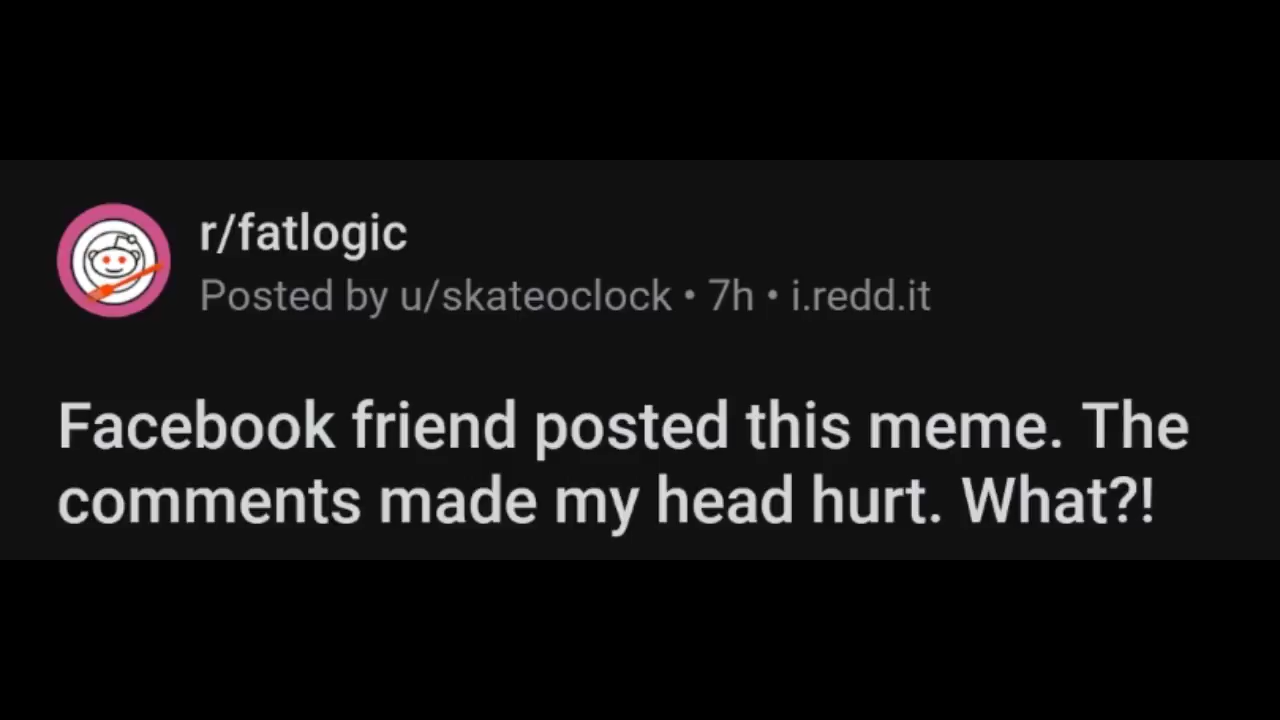 r/fatlogic
Posted by u/skateoclock • 7h • i.redd.it
Facebook friend posted this meme. The
comments made my head hurt. What?!